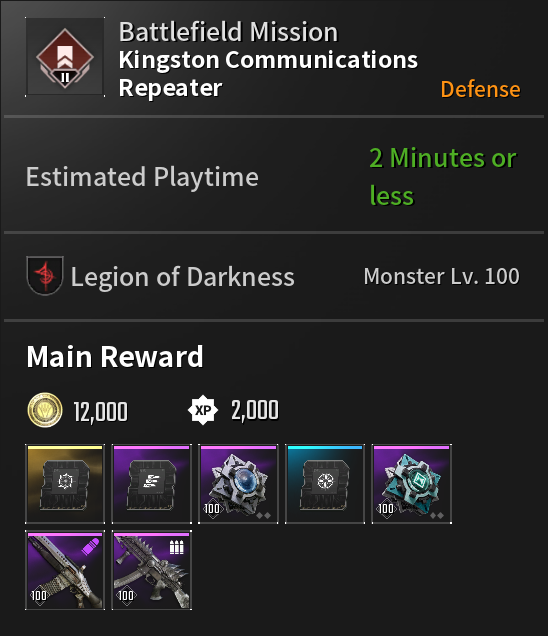 Battlefield Mission
Kingston Communications
Repeater
Defense
II
Estimated Playtime
2 Minutes or
less
Legion of Darkness
Monster Lv. 100
Main Reward
12,000
XP
2,000
100
100
100
100